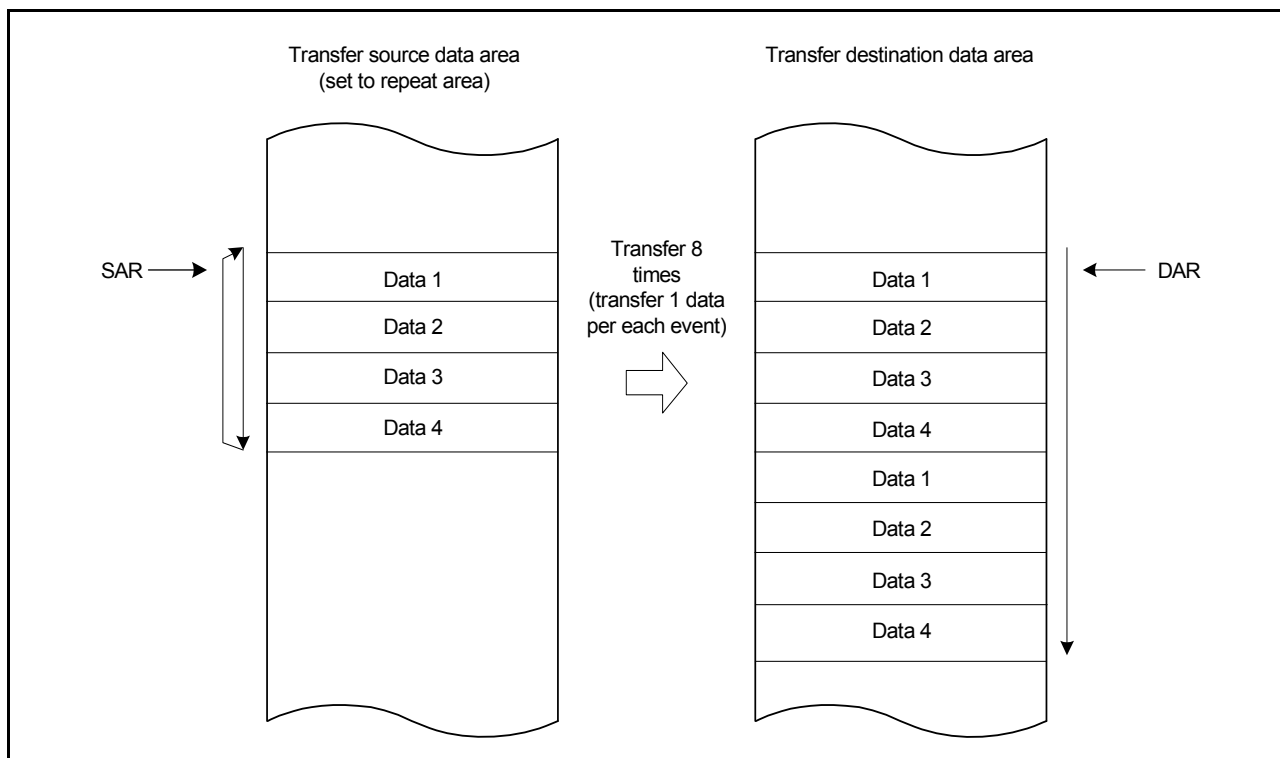 Transfer source data area
(set to repeat area)
Transfer destination data area
SAR
Data 1
Data 2
Data 3
Data 4
Transfer 8
times
(transfer 1 data
per each event)
Data 1
Data 2
Data 3
Data 4
Data 1
Data 2
Data 3
Data 4
DAR